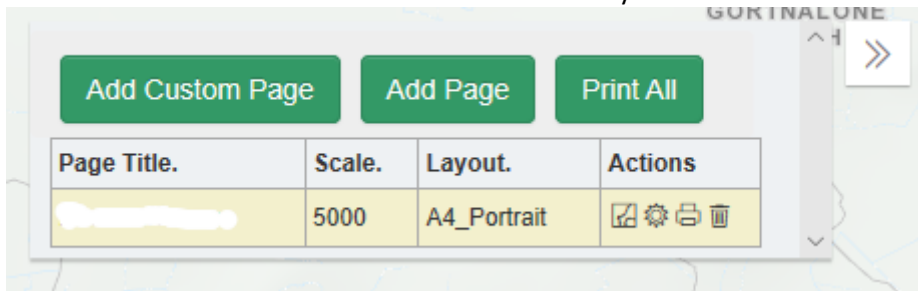 GORTNALONE
H
Add Custom Page Add Page Print All
Page Title. Scale. Layout. Actions
5000 A4_Portrait